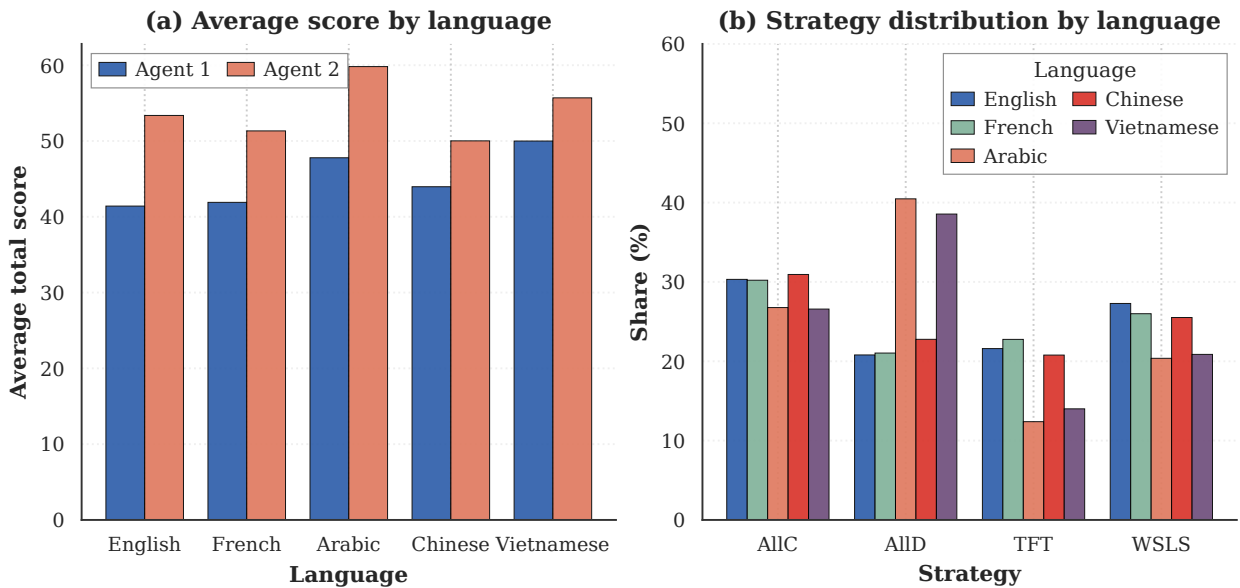 (a) Average score by language
Agent 1 Agent 2
Average total score
60
50
40
30
20
10
0
English French Arabic Chinese Vietnamese
Language
(b) Strategy distribution by language
Language
English Chinese
French Vietnamese
Arabic
Share (%)
60
50
40
30
20
10
0
AllC AllD TFT WSLS
Strategy